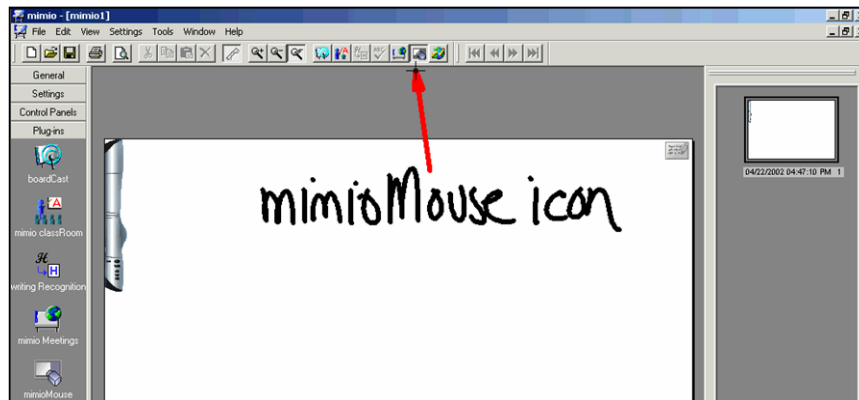 mimio - [mimio1]
File Edit View Settings Tools Window Help
General
Settings
Control Panels
Plug-ins
boardCast
mimio classRoom
writing Recognition
mimio Meetings
mimioMouse
mimioMouse icon
04/22/2002 04:47:10 PM 1